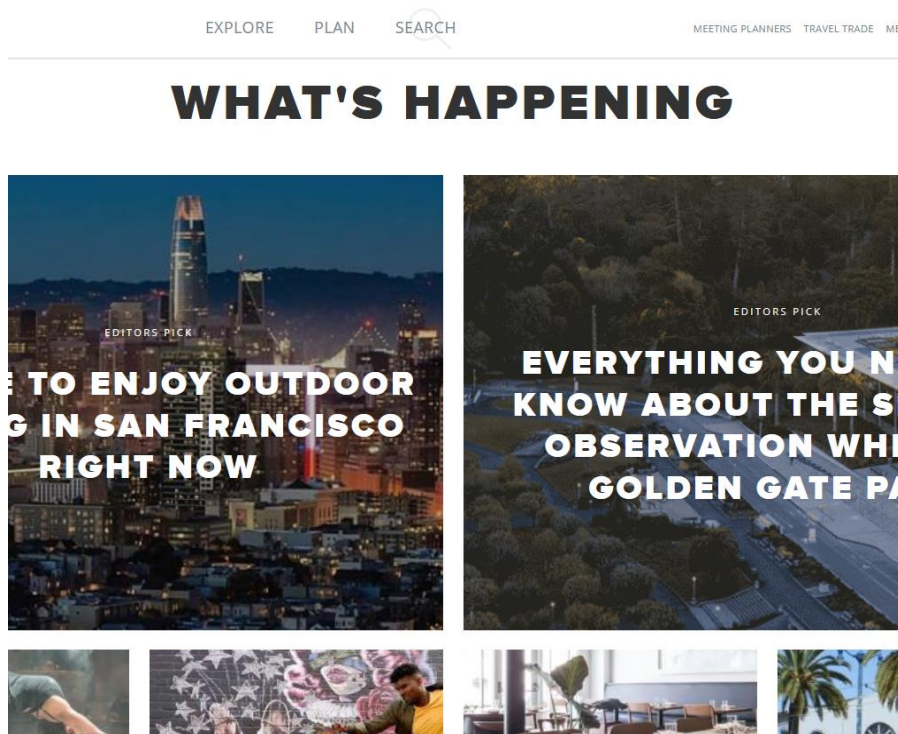 EXPLORE PLAN SEARCH
MEETING PLANNERS TRAVEL TRADE
WHAT'S HAPPENING
EDITORS PICK
TO ENJOY OUTDOOR
IN SAN FRANCISCO
RIGHT NOW
EDITORS PICK
EVERYTHING YOU
KNOW ABOUT THE
OBSERVATION
GOLDEN GATE